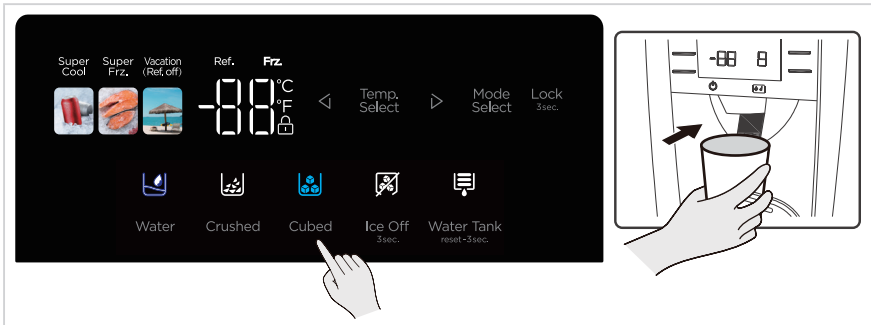 Super Cool
Super Frz.
Vacation (Ref. off)
Ref.
Frz.
-88
°C
°F
Temp. Select
Mode Select
Lock
3sec.
Water
Crushed
Cubed
Ice Off
3sec.
Water Tank
reset-3sec.
-88 8